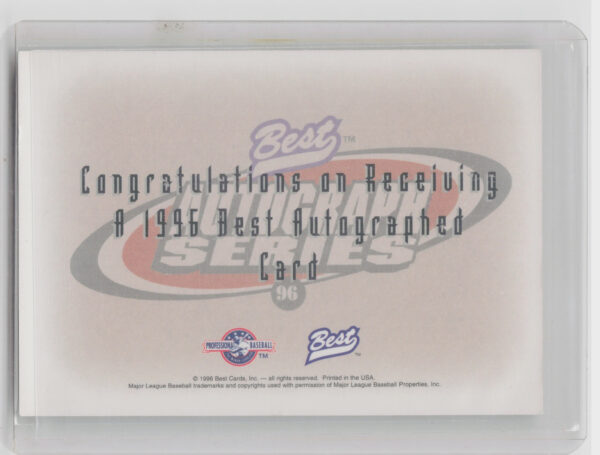 Best TM
Congratulations on Receiving
A 1996 Best Autographed
Card
AUTOGRAPH
SERIES
96
PROFESSIONAL BASEBALL TM
Best
© 1996 Best Cards, Inc. — all rights reserved. Printed in the USA.
Major League Baseball trademarks and copyrights used with permission of Major League Baseball Properties, Inc.